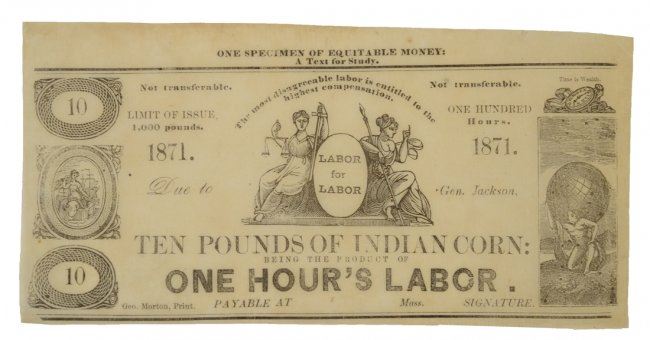 ONE SPECIMEN OF EQUITABLE MONEY:
A Text for Study.
10
Not transferable.
The most disagreeable labor is entitled to the
highest compensation.
Not transferable.
Time is Wealth.
LIMIT OF ISSUE,
1,000 pounds.
ONE HUNDRED
Hours.
1871.
LABOR
for
LABOR
1871.
Due to
Gen. Jackson,
TEN POUNDS OF INDIAN CORN:
BEING THE PRODUCT OF
10
ONE HOUR'S LABOR.
Geo. Morton, Print.
PAYABLE AT
Mass.
SIGNATURE.